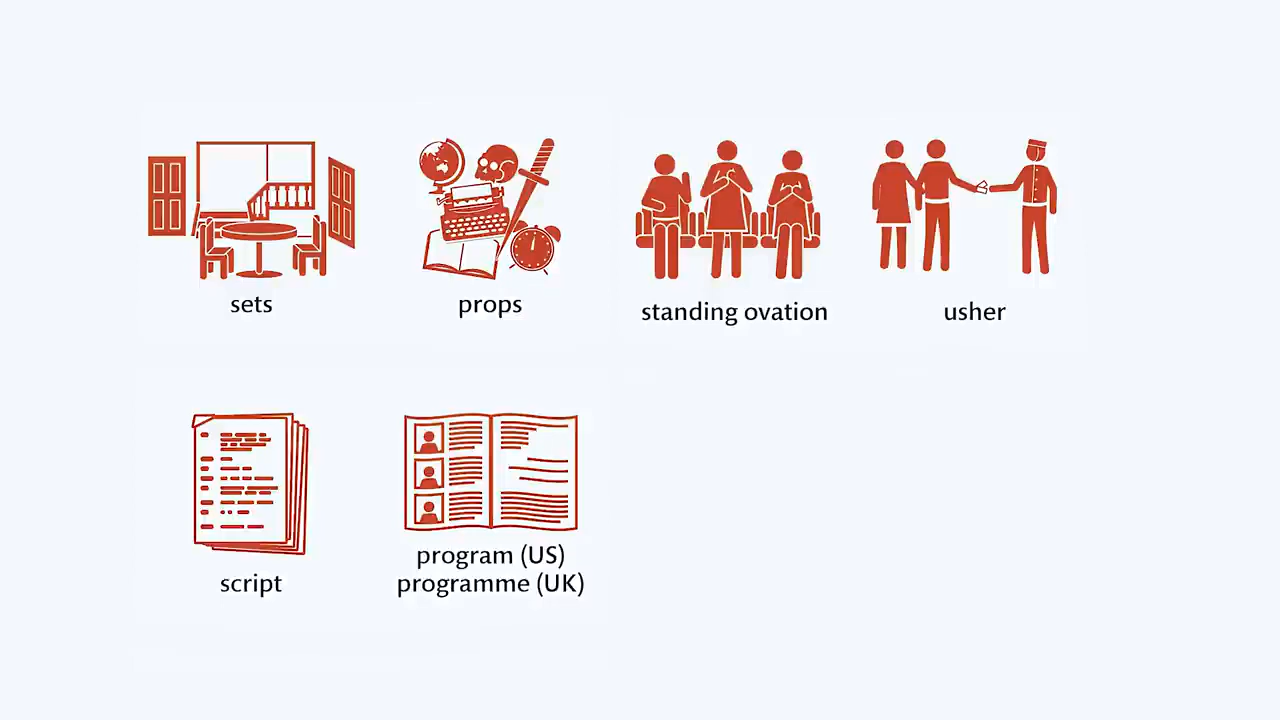 sets
props
standing ovation
usher
script
program (US)
programme (UK)